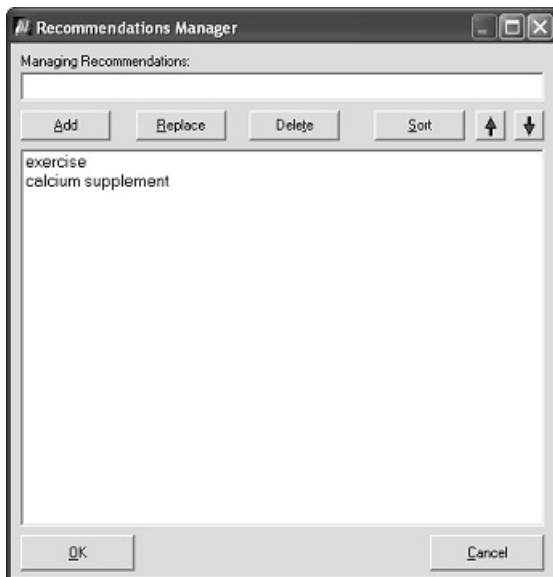 Recommendations Manager
Managing Recommendations:
Add Replace Delete Sort
exercise
calcium supplement
OK Cancel